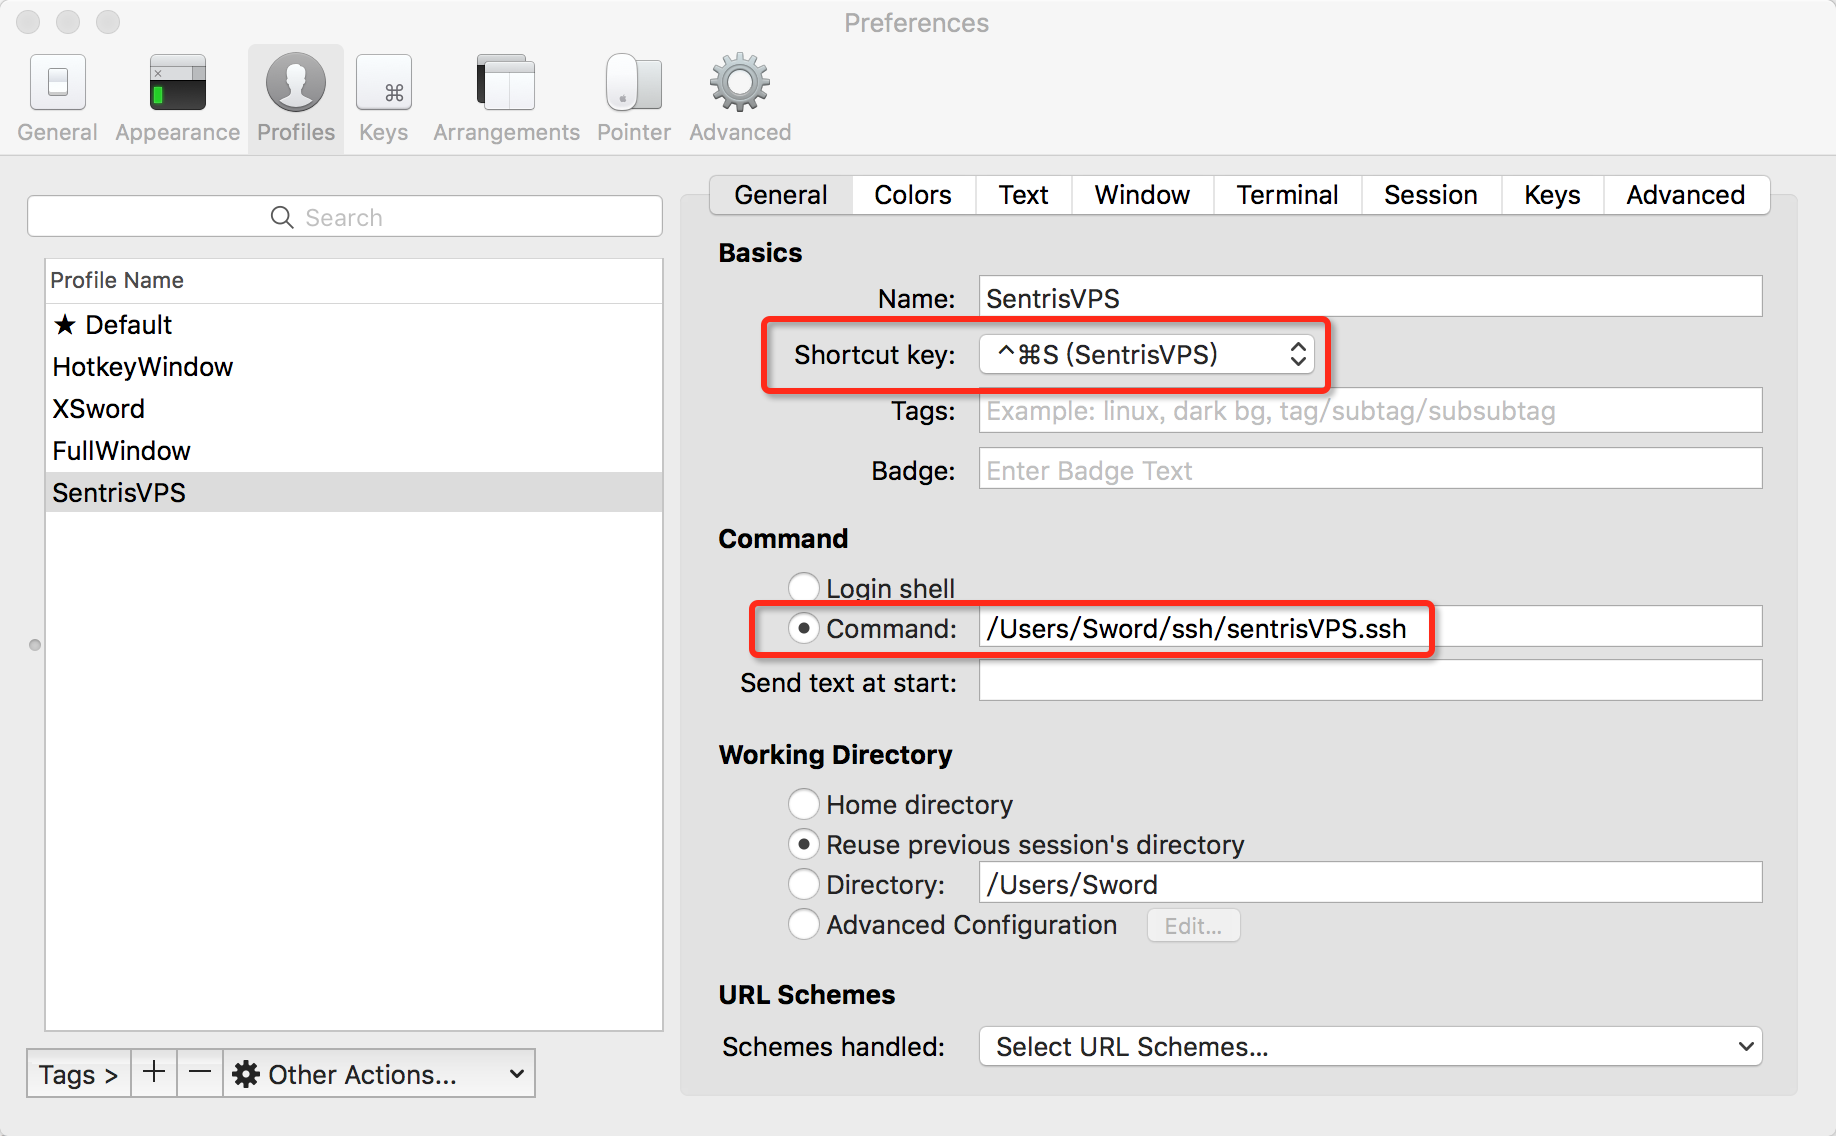 Preferences
General Appearance Profiles Keys Arrangements Pointer Advanced
Search
Profile Name
★ Default
HotkeyWindow
XSword
FullWindow
SentrisVPS
Tags > + — Other Actions...
General Colors Text Window Terminal Session Keys Advanced
Basics
Name: SentrisVPS
Shortcut key: ^⌘S (SentrisVPS)
Tags: Example: linux, dark bg, tag/subtag/subsubtag
Badge: Enter Badge Text
Command
Login shell
Command: /Users/Sword/ssh/sentrisVPS.ssh
Send text at start:
Working Directory
Home directory
Reuse previous session's directory
Directory: /Users/Sword
Advanced Configuration Edit...
URL Schemes
Schemes handled: Select URL Schemes...